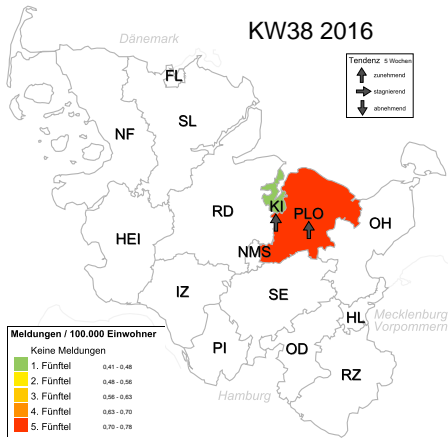 KW38 2016
Dänemark
Tendenz 5 Wochen
zunehmend
stagnierend
abnehmend
FL
SL
NF
RD
KI
PLO
OH
HEI
NMS
IZ
SE
HL
Mecklenburg
Vorpommern
PI
OD
RZ
Hamburg
Meldungen / 100.000 Einwohner
Keine Meldungen
1. Fünftel 0,41 - 0,48
2. Fünftel 0,48 - 0,56
3. Fünftel 0,56 - 0,63
4. Fünftel 0,63 - 0,70
5. Fünftel 0,70 - 0,78